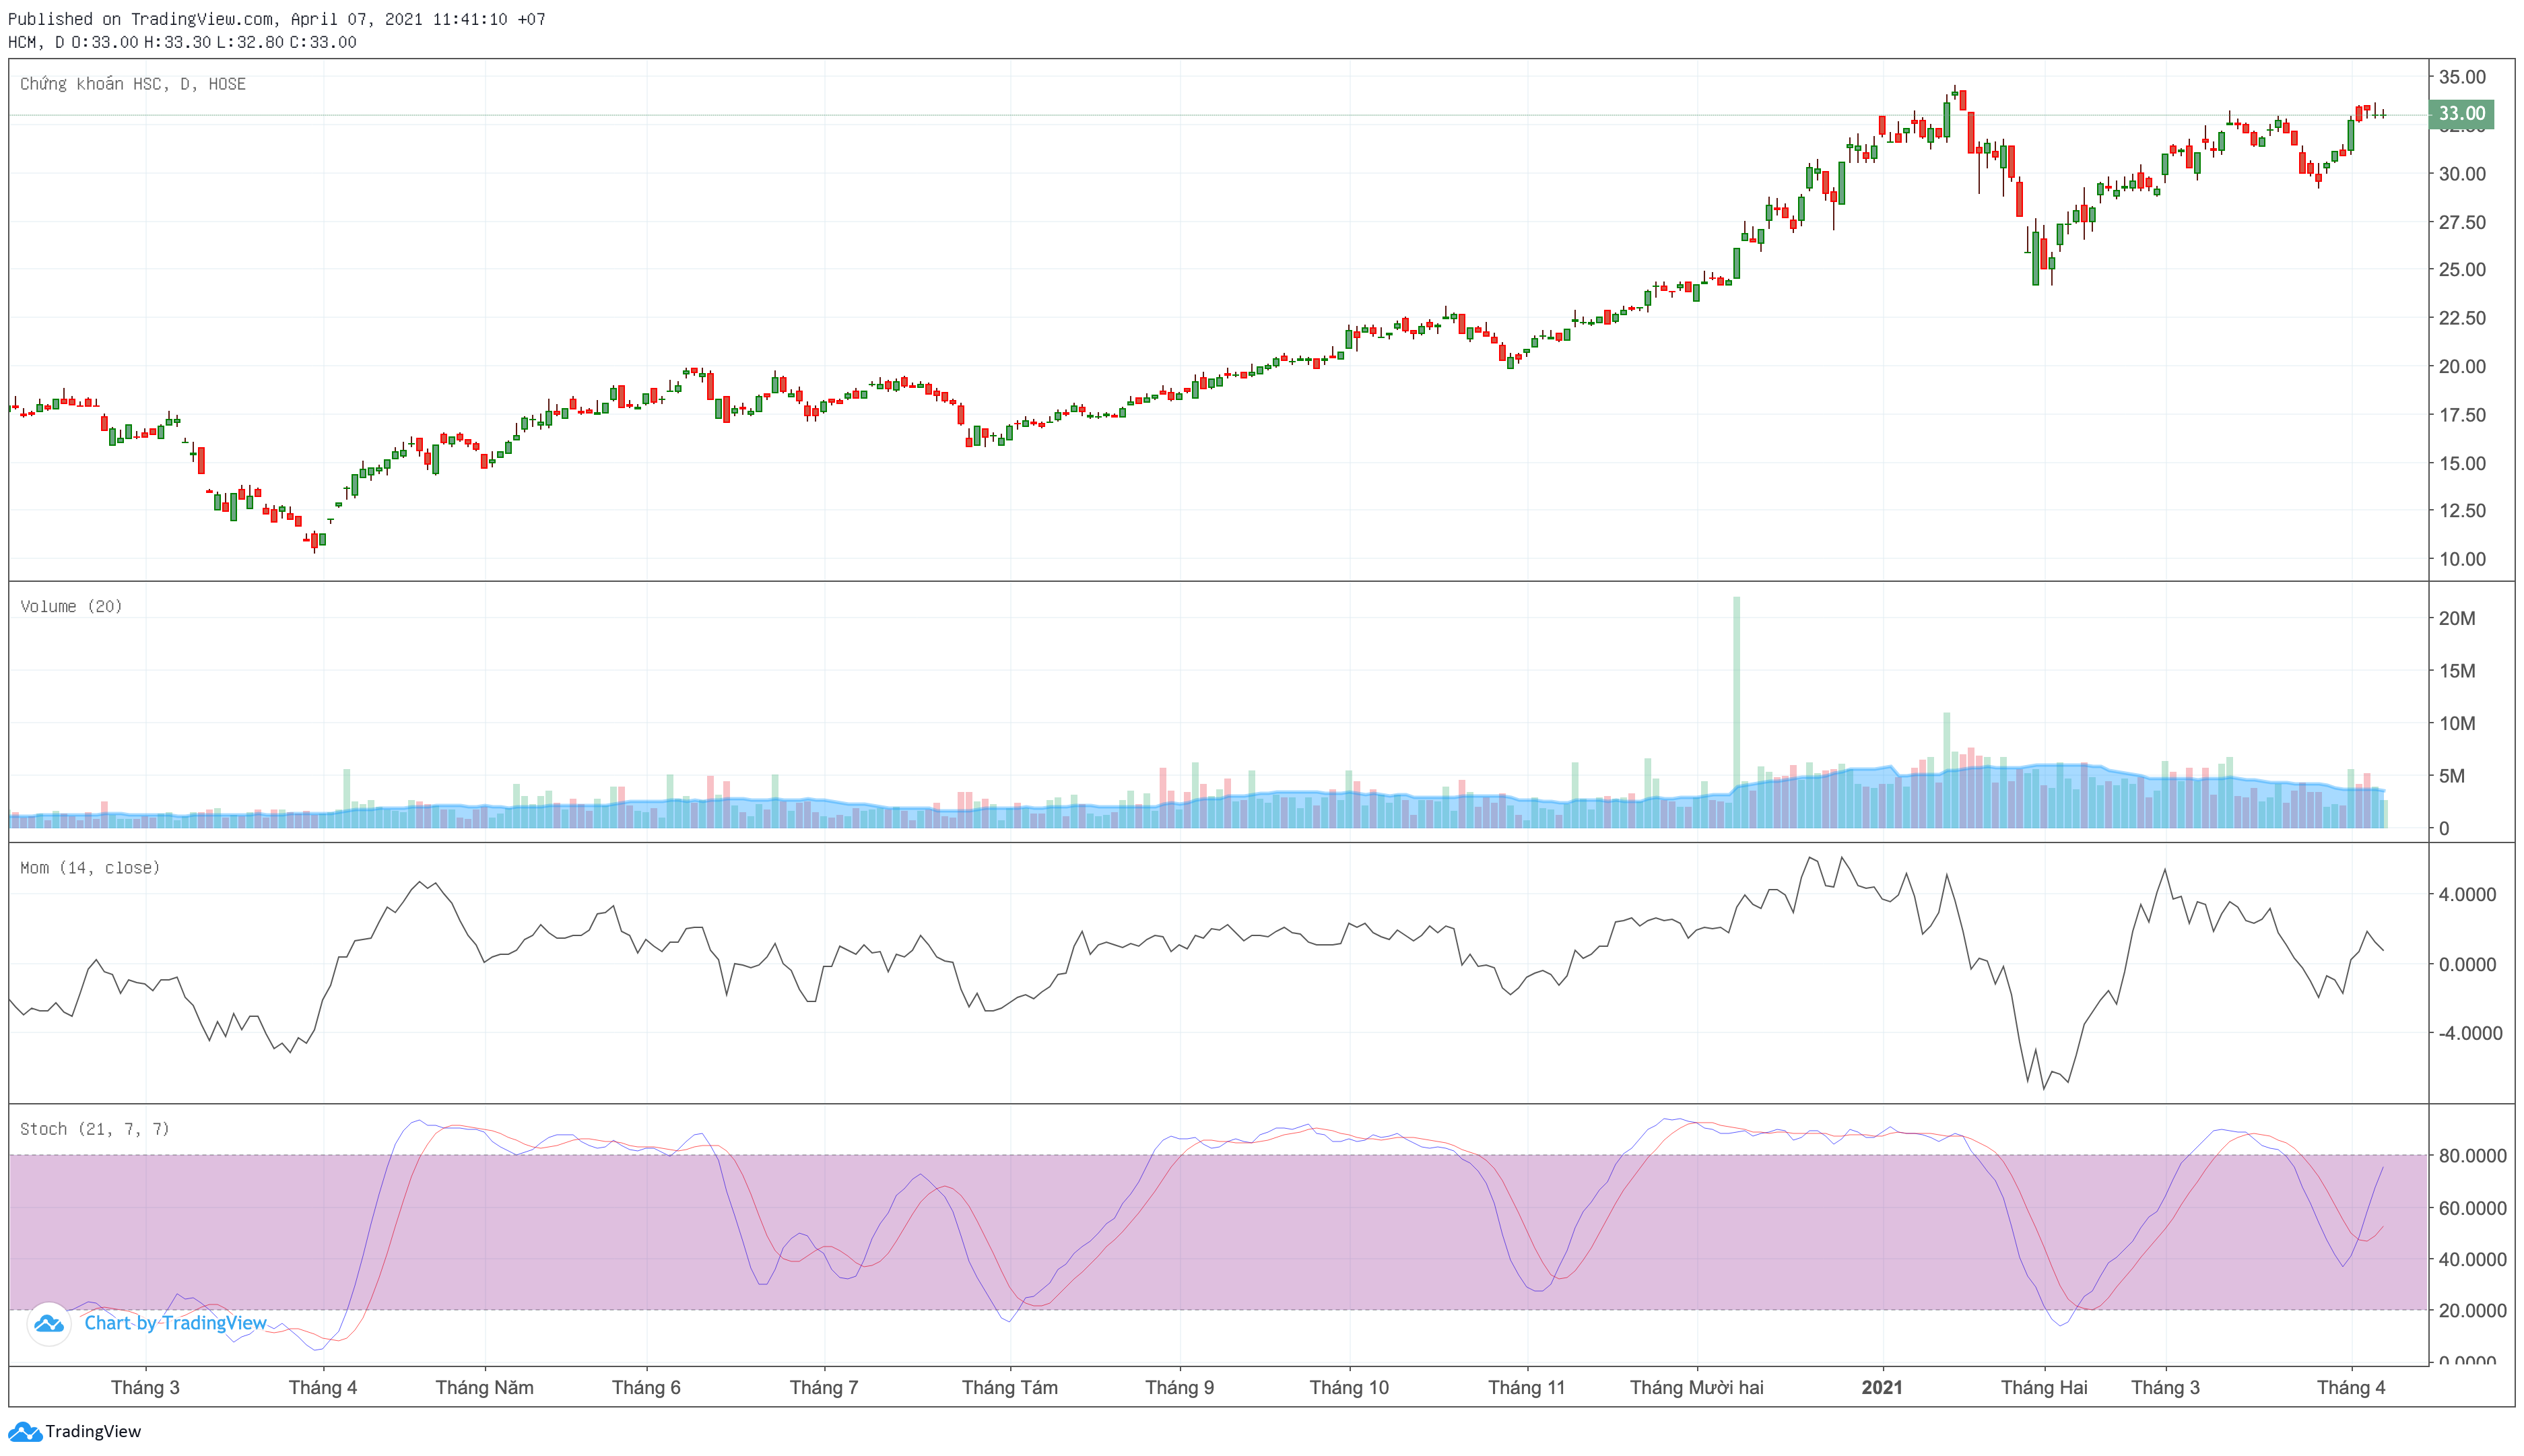 Published on TradingView.com, April 07, 2021 11:41:10 +07
HCM, D O:33.00 H:33.30 L:32.80 C:33.00
Chứng khoán HSC, D, HOSE
35.00
33.00
32.50
30.00
27.50
25.00
22.50
20.00
17.50
15.00
12.50
10.00
Volume (20)
20M
15M
10M
5M
0
Mom (14, close)
4.0000
0.0000
-4.0000
Stoch (21, 7, 7)
80.0000
60.0000
40.0000
20.0000
0.0000
Chart by TradingView
Tháng 3 Tháng 4 Tháng Năm Tháng 6 Tháng 7 Tháng Tám Tháng 9 Tháng 10 Tháng 11 Tháng Mười hai 2021 Tháng Hai Tháng 3 Tháng 4
TradingView